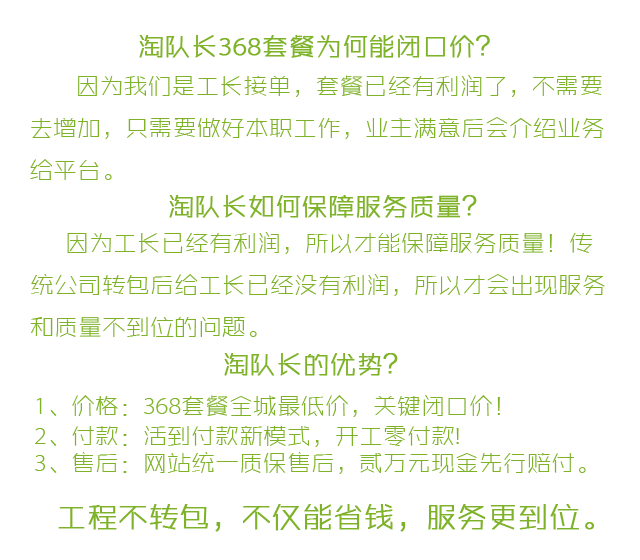 淘队长368套餐为何能闭口价?
因为我们是工长接单，套餐已经有利润了，不需要
去增加，只需要做好本职工作，业主满意后会介绍业务
给平台。
淘队长如何保障服务质量?
因为工长已经有利润，所以才能保障服务质量！传
统公司转包后给工长已经没有利润，所以才会出现服务
和质量不到位的问题。
淘队长的优势?
1、价格：368套餐全城最低价，关键闭口价！
2、付款：活到付款新模式，开工零付款!
3、售后：网站统一质保售后，贰万元现金先行赔付。
工程不转包，不仅能省钱，服务更到位。